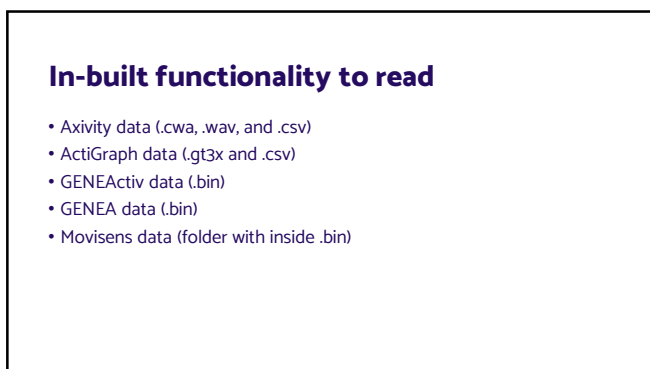 In-built functionality to read
• Axivity data (.cwa, .wav, and .csv)
• ActiGraph data (.gt3x and .csv)
• GENEActiv data (.bin)
• GENEA data (.bin)
• Movisens data (folder with inside .bin)